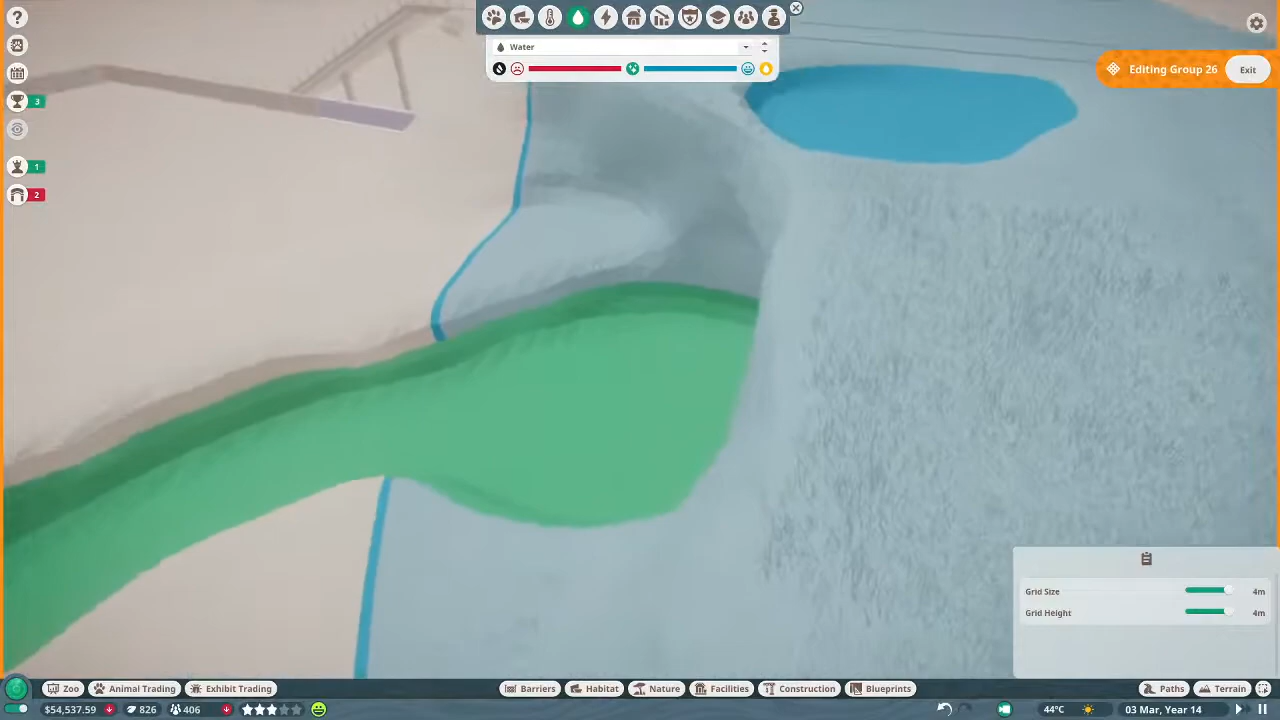 Water
Editing Group 26
Exit
3
1
2
Grid Size 4m
Grid Height 4m
Zoo Animal Trading Exhibit Trading Barriers Habitat Nature Facilities Construction Blueprints Paths Terrain
$54,537.59 826 406 44°C 03 Mar, Year 14